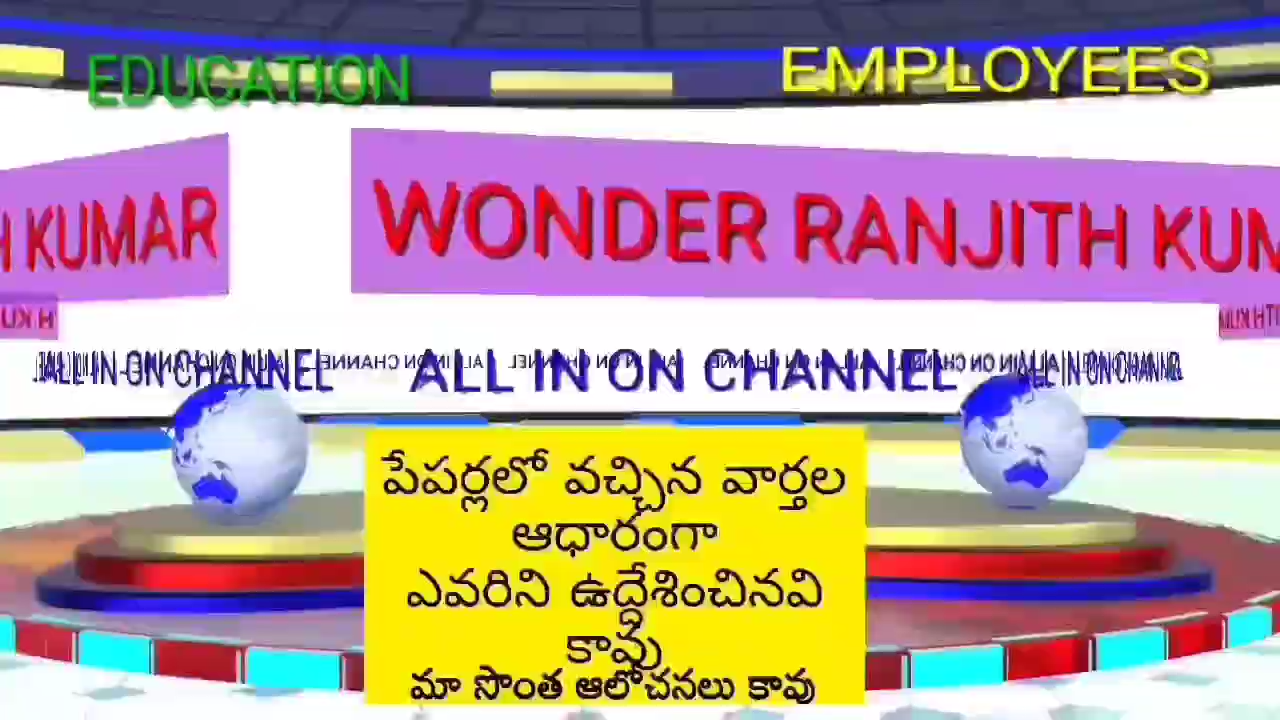 EDUCATION
EMPLOYEES
H KUMAR
WONDER RANJITH KUM
ALL IN ON CHANNEL
ALL IN ON CHANNEL
ALL IN ON CHANNEL
పేపర్లలో వచ్చిన వార్తల
ఆధారంగా
ఎవరిని ఉద్దేశించినవి
కావు
మా సొంత ఆలోచనలు కావు